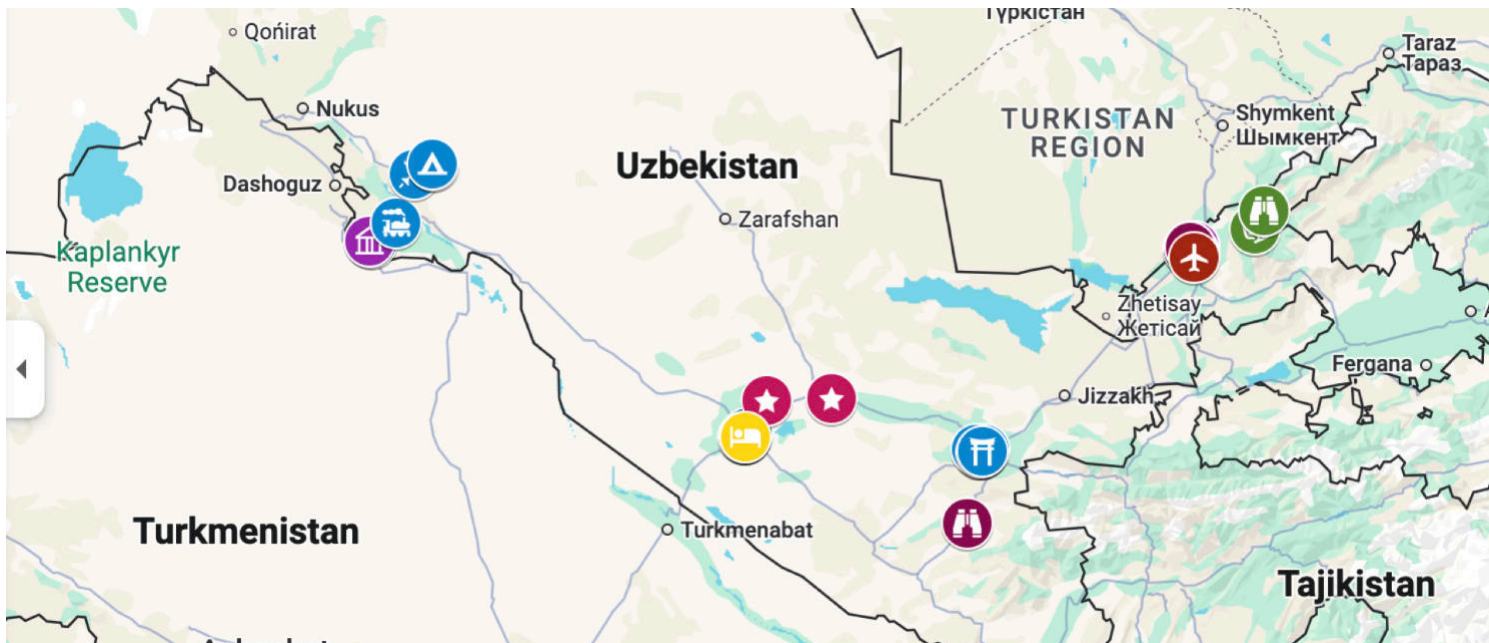 Түркістан
Qońirat
Taraz
Тараз
Nukus
TURKISTAN
REGION
Shymkent
Шымкент
Uzbekistan
Dashoguz
Zarafshan
Kaplankyr
Reserve
Zhetisay
Жетісай
Fergana
Jizzakh
Turkmenistan
Turkmenabat
Tajikistan